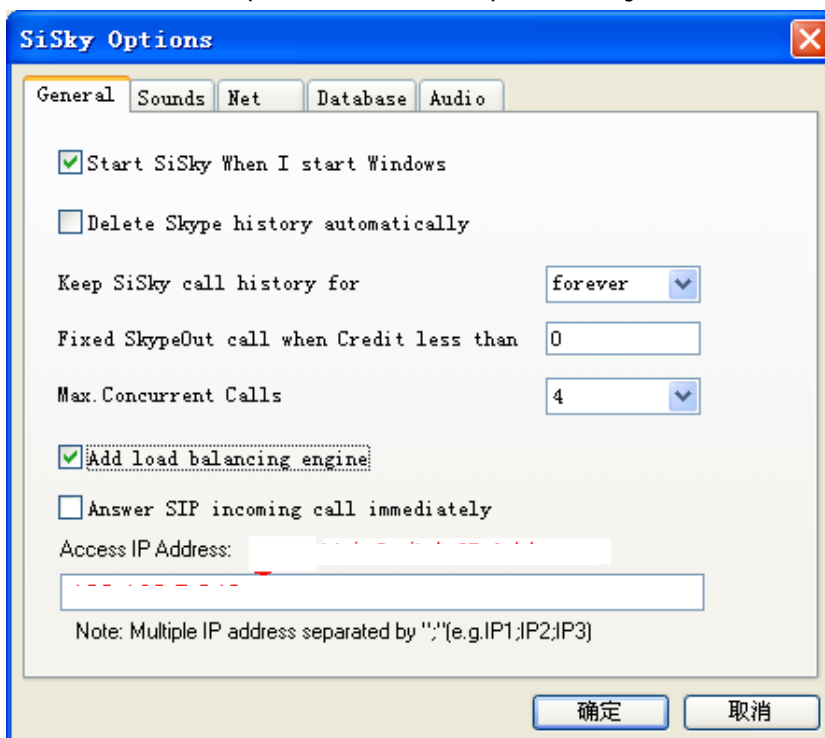 SiSky Options
General Sounds Net Database Audio
Start SiSky When I start Windows
Delete Skype history automatically
Keep SiSky call history for forever
Fixed SkypeOut call when Credit less than 0
Max.Concurrent Calls 4
Add load balancing engine
Answer SIP incoming call immediately
Access IP Address:
Note: Multiple IP address separated by ";"(e.g.IP1;IP2;IP3)
确定 取消